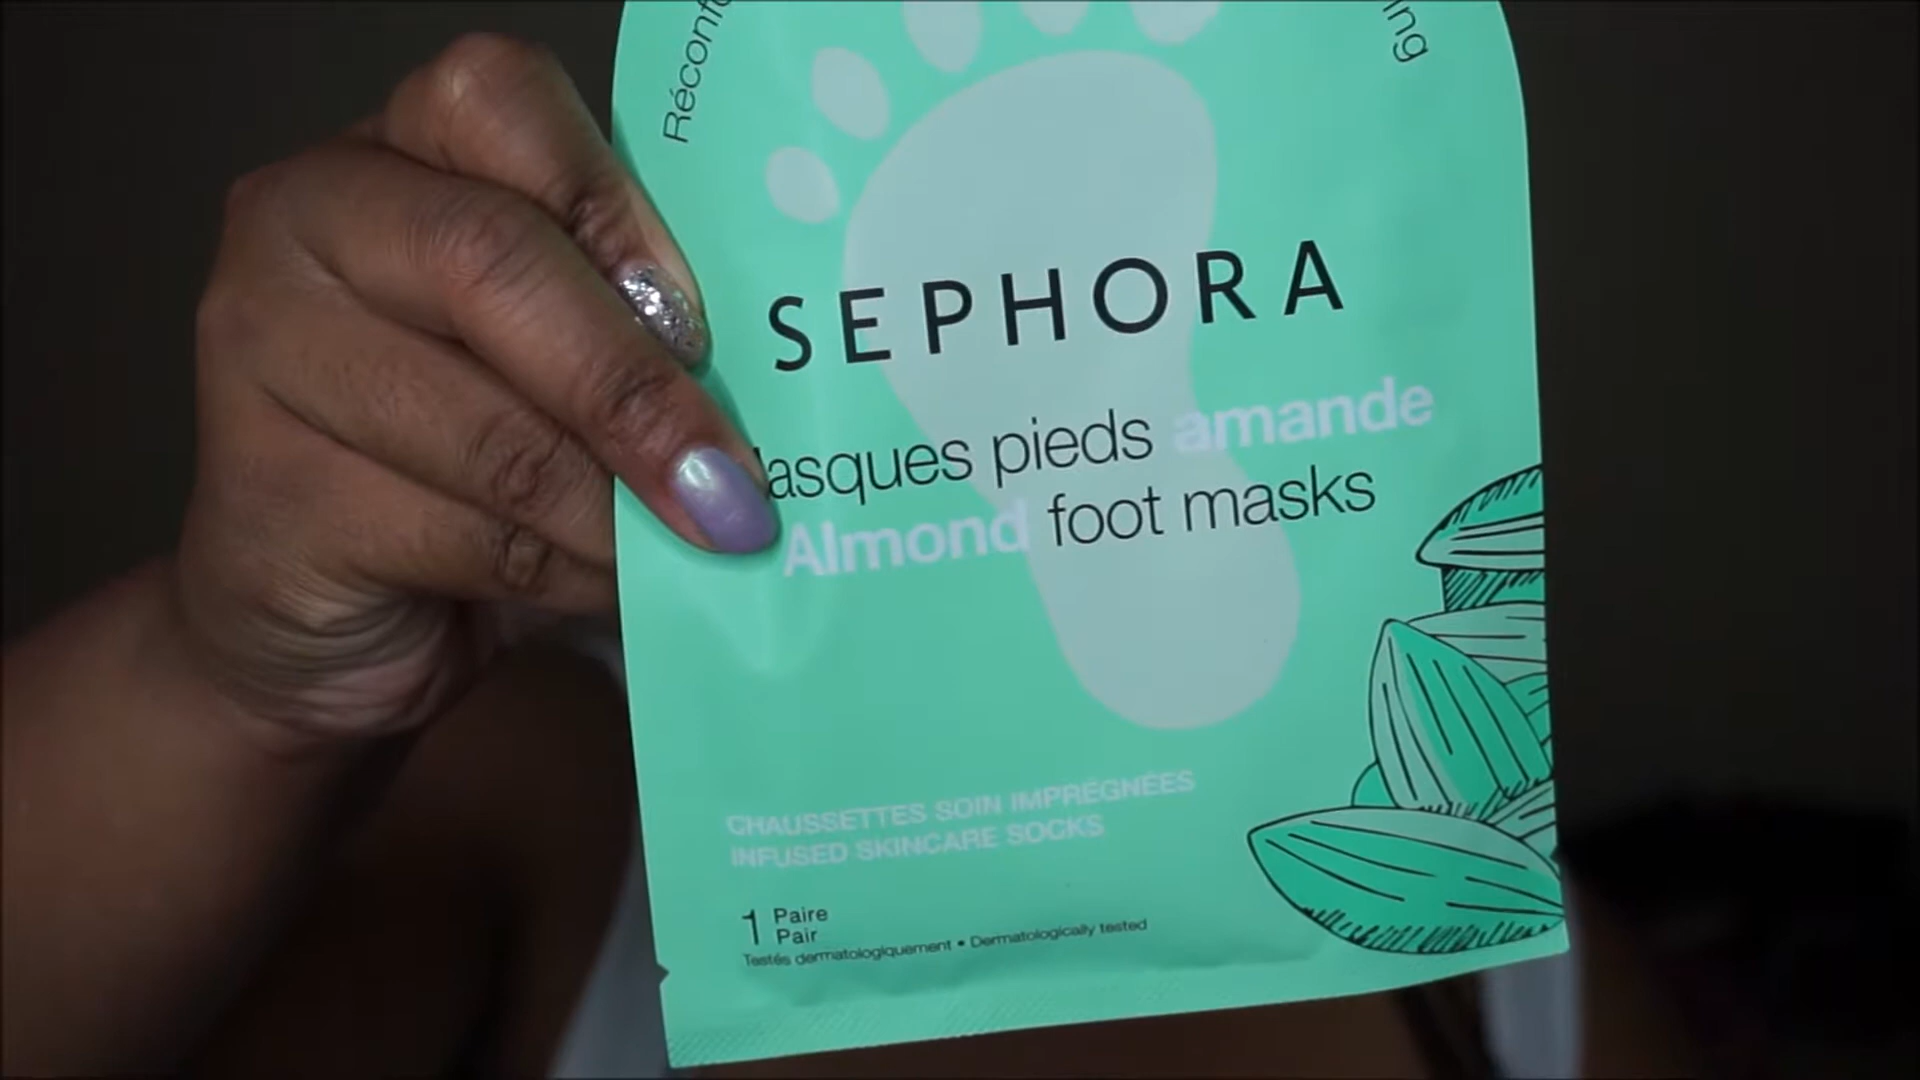 SEPHORA
pieds amande
Almond foot masks
CHAUSSETTES SOIN IMPRÉGNÉES
INFUSED SKINCARE SOCKS
1 Paire
Pair
Testés dermatologiquement • Dermatologically tested